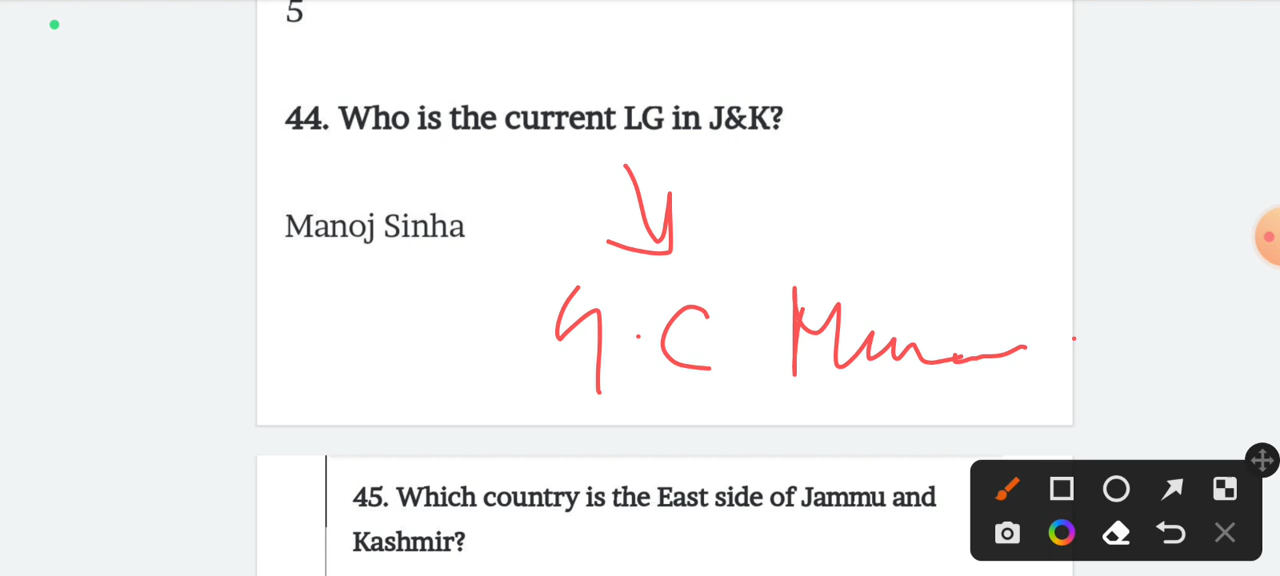 5
44. Who is the current LG in J&K?
Manoj Sinha
G.C
45. Which country is the East side of Jammu and
Kashmir?